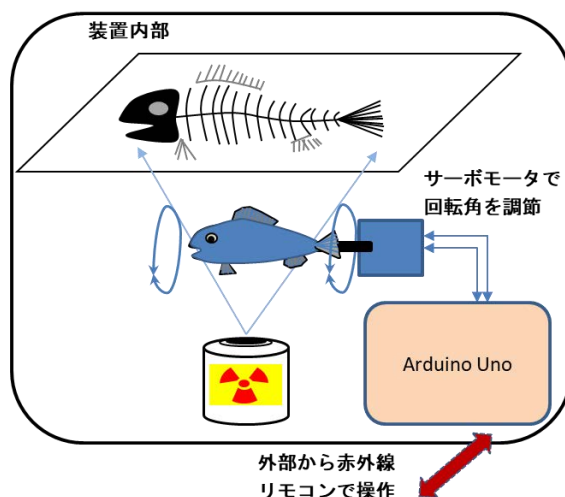 装置内部
サーボモータで
回転角を調節
Arduino Uno
外部から赤外線
リモコンで操作